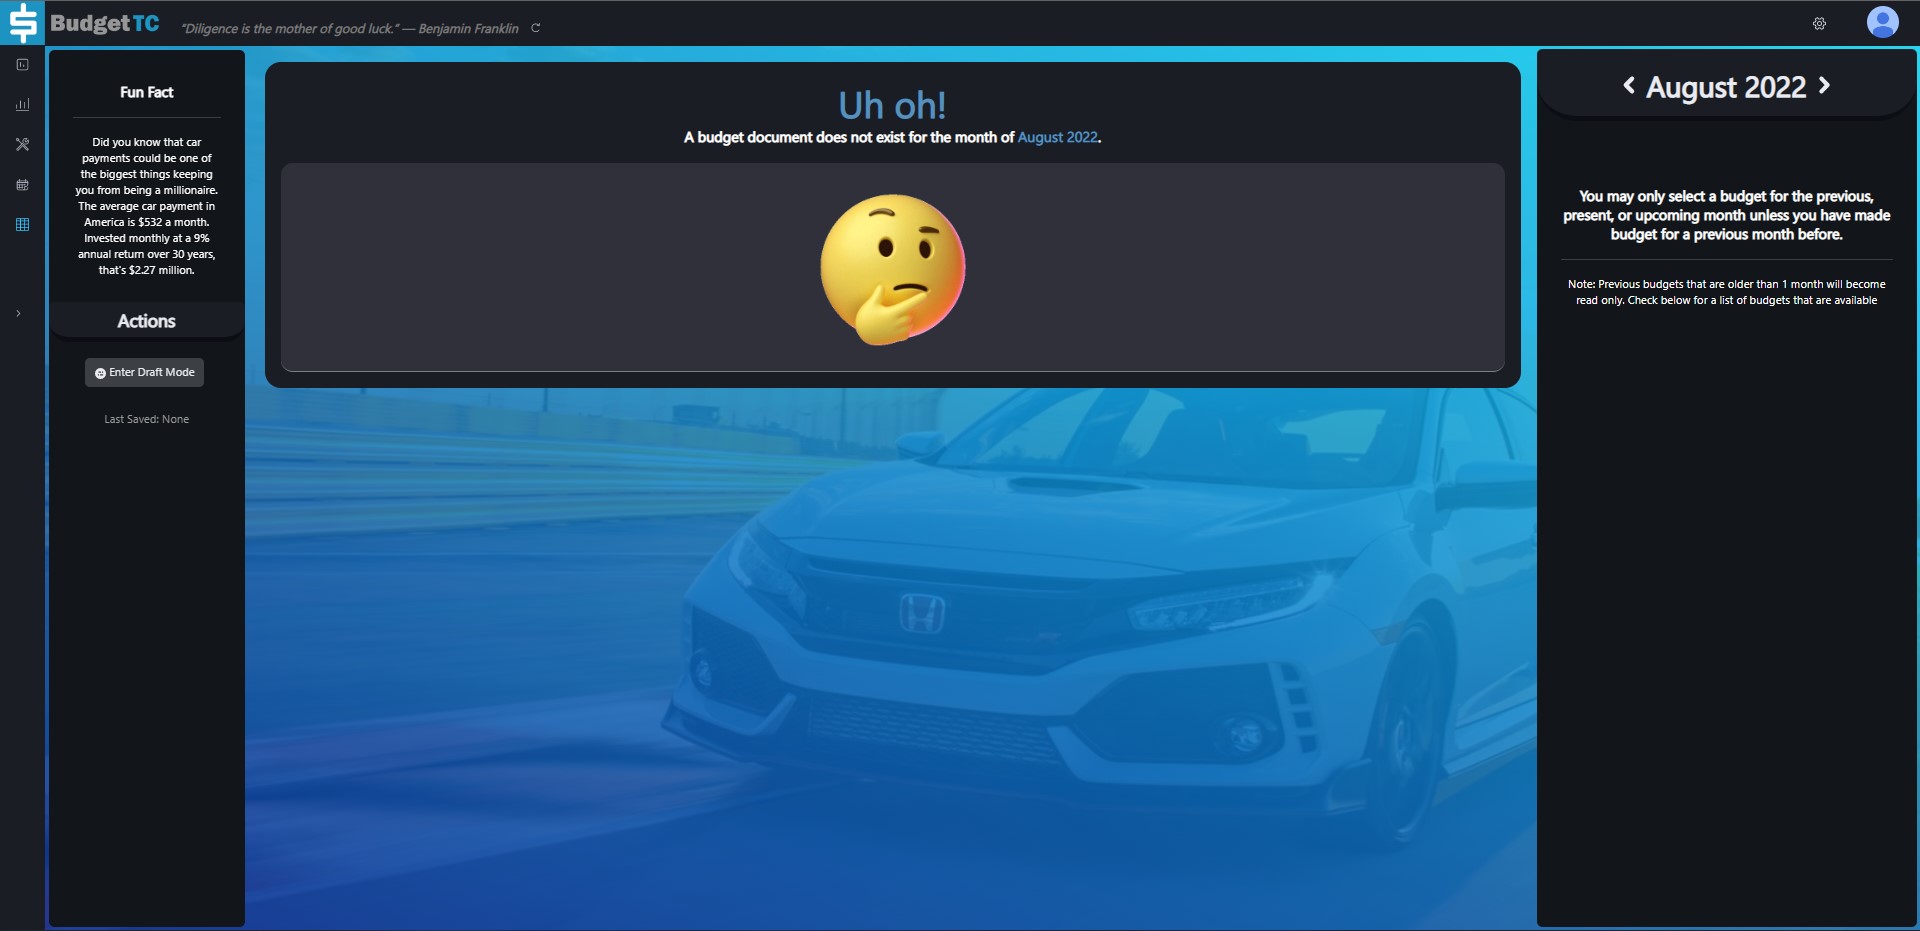 Budget TC
“Diligence is the mother of good luck.” — Benjamin Franklin
Fun Fact
Did you know that car
payments could be one of
the biggest things keeping
you from being a millionaire.
The average car payment in
America is $532 a month.
Invested monthly at a 9%
annual return over 30 years,
that's $2.27 million.
Actions
Enter Draft Mode
Last Saved: None
Uh oh!
A budget document does not exist for the month of August 2022.
August 2022
You may only select a budget for the previous,
present, or upcoming month unless you have made
budget for a previous month before.
Note: Previous budgets that are older than 1 month will become
read only. Check below for a list of budgets that are available